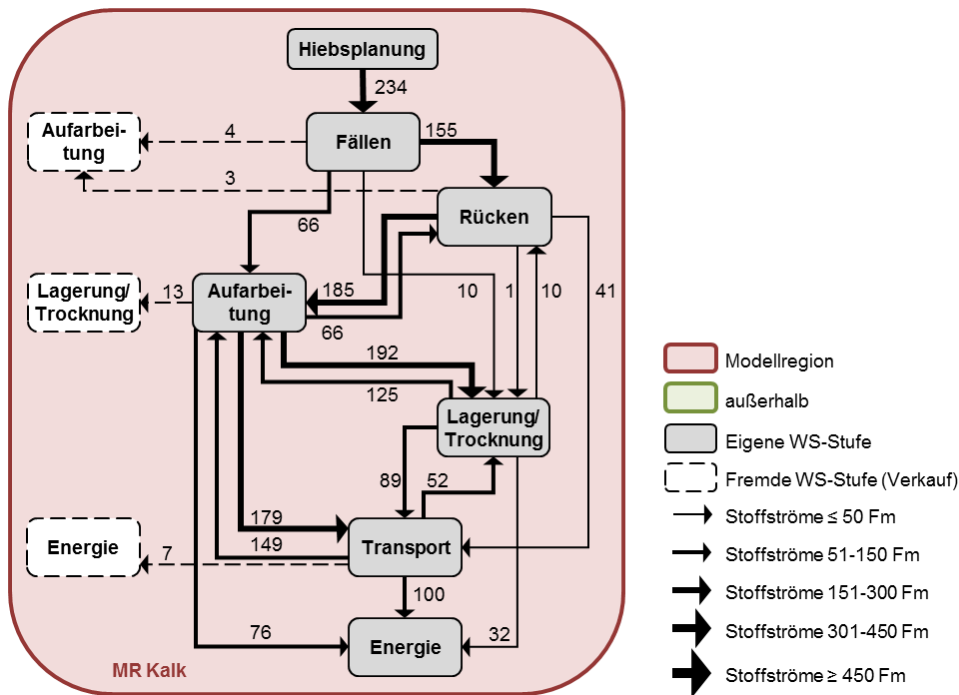 Hiebsplanung
234
Aufarbei-
tung
4
Fällen
155
3
Rücken
66
Lagerung/
Trocknung
13
Aufarbei-
tung
185
66
10
1
10
41
192
125
Lagerung/
Trocknung
89
52
Energie
7
179
149
Transport
100
76
Energie
32
MR Kalk
Modellregion
außerhalb
Eigene WS-Stufe
Fremde WS-Stufe (Verkauf)
Stoffströme ≤ 50 Fm
Stoffströme 51-150 Fm
Stoffströme 151-300 Fm
Stoffströme 301-450 Fm
Stoffströme ≥ 450 Fm